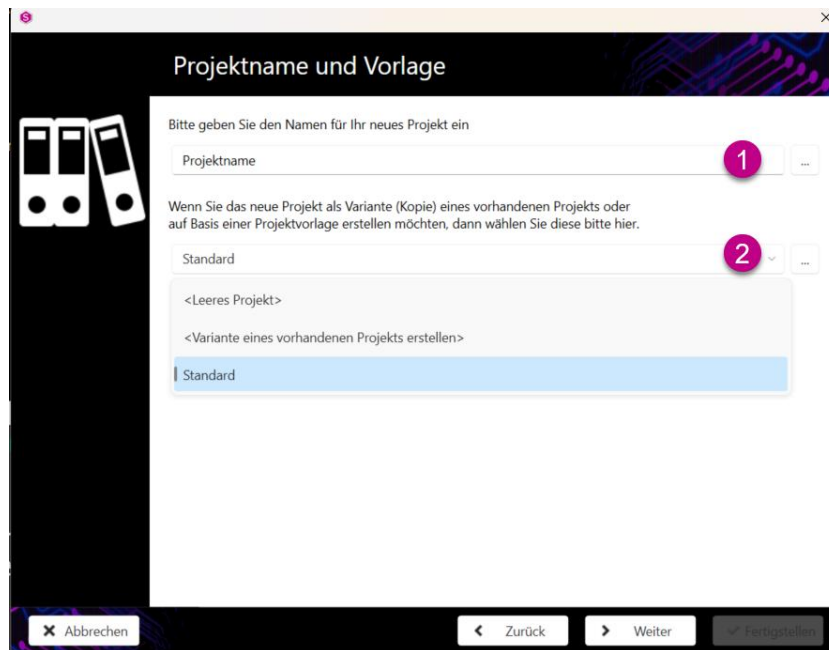 S
Projektname und Vorlage
Bitte geben Sie den Namen für Ihr neues Projekt ein
Projektname
1
...
Wenn Sie das neue Projekt als Variante (Kopie) eines vorhandenen Projekts oder
auf Basis einer Projektvorlage erstellen möchten, dann wählen Sie diese bitte hier.
Standard
2
...
<Leeres Projekt>
<Variante eines vorhandenen Projekts erstellen>
Standard
Abbrechen
Zurück
Weiter
Fertigstellen